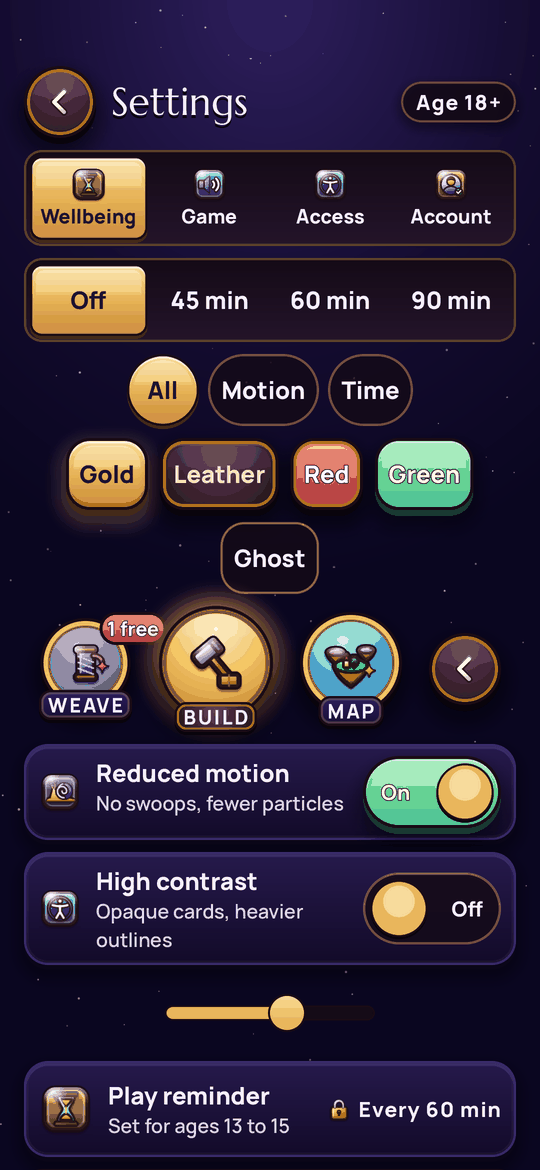 Settings
Age 18+
Wellbeing
Game
Access
Account
Off
45 min
60 min
90 min
All
Motion
Time
Gold
Leather
Red
Green
Ghost
1 free
WEAVE
BUILD
MAP
Reduced motion
No swoops, fewer particles
On
High contrast
Opaque cards, heavier
outlines
Off
Play reminder
Set for ages 13 to 15
Every 60 min